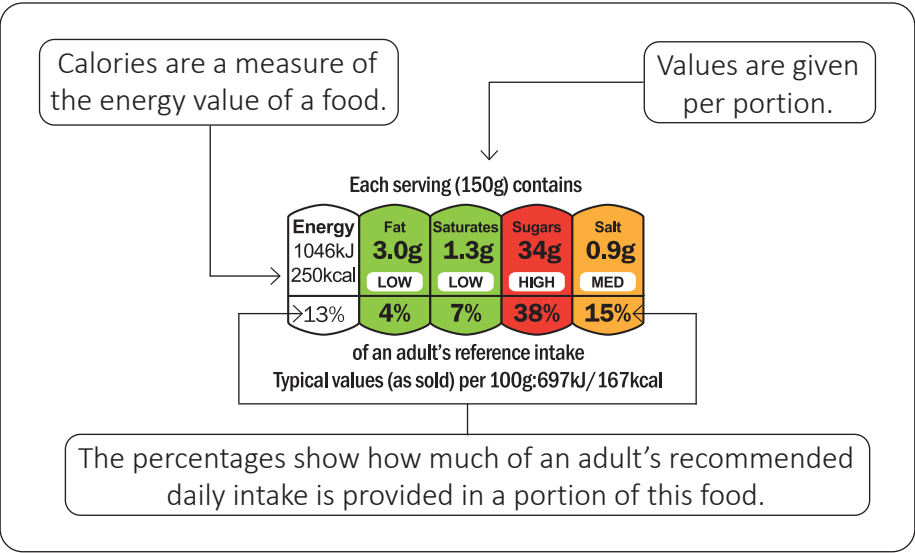 Calories are a measure of
the energy value of a food.
Values are given
per portion.
Each serving (150g) contains
Energy
1046kJ
250kcal
13%
Fat
3.0g
LOW
4%
Saturates
1.3g
LOW
7%
Sugars
34g
HIGH
38%
Salt
0.9g
MED
15%
of an adult's reference intake
Typical values (as sold) per 100g:697kJ/167kcal
The percentages show how much of an adult's recommended
daily intake is provided in a portion of this food.